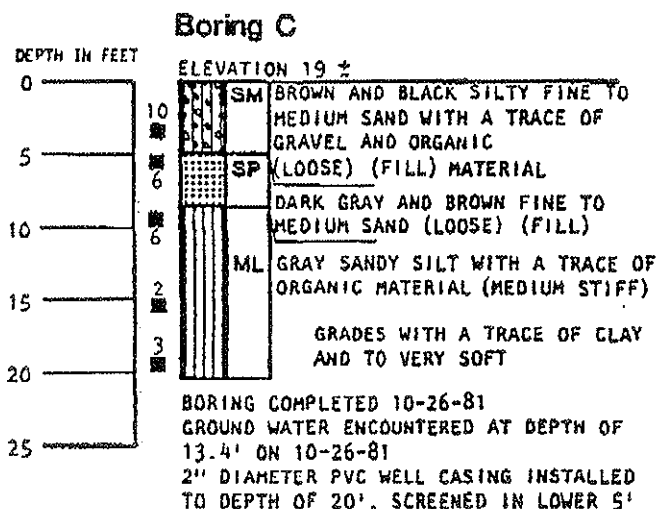 Boring C
DEPTH IN FEET
ELEVATION 19 ±
0
5
10
15
20
25
10
6
6
2
3
SM
BROWN AND BLACK SILTY FINE TO
MEDIUM SAND WITH A TRACE OF
GRAVEL AND ORGANIC
(LOOSE) (FILL) MATERIAL
SP
DARK GRAY AND BROWN FINE TO
MEDIUM SAND (LOOSE) (FILL)
ML
GRAY SANDY SILT WITH A TRACE OF
ORGANIC MATERIAL (MEDIUM STIFF)
GRADES WITH A TRACE OF CLAY
AND TO VERY SOFT
BORING COMPLETED 10-26-81
GROUND WATER ENCOUNTERED AT DEPTH OF
13.4' ON 10-26-81
2" DIAMETER PVC WELL CASING INSTALLED
TO DEPTH OF 20', SCREENED IN LOWER 5'